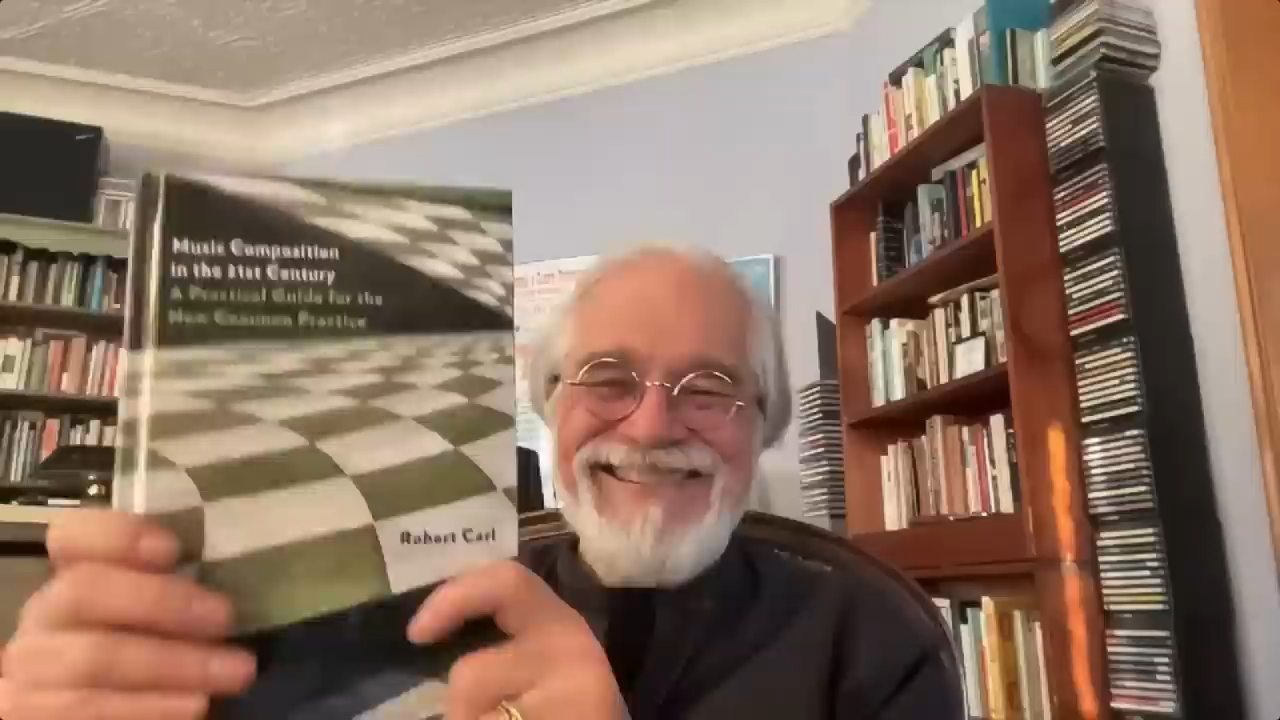 Music Composition
in the 21st Century
A Practical Guide for the
New Common Practice
Robert Carl